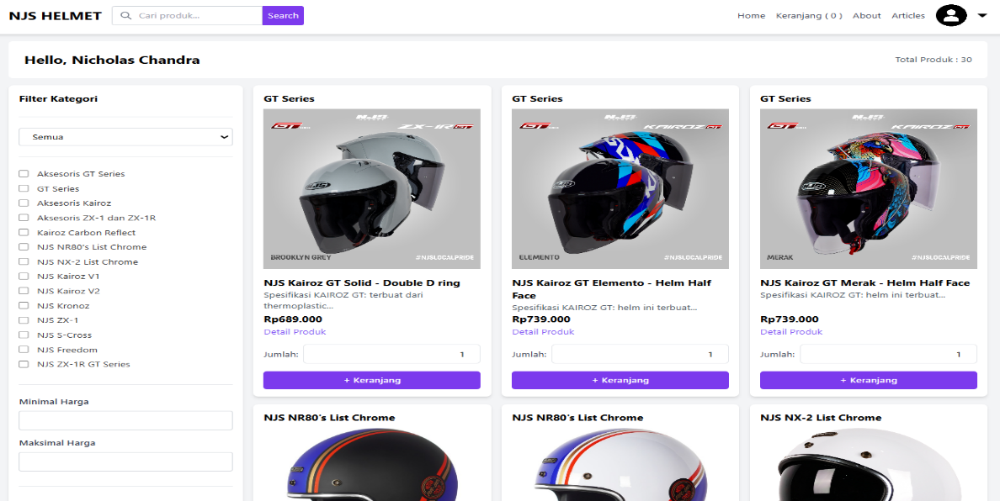 NJS HELMET
Cari produk...
Search
Home
Keranjang ( 0 )
About
Articles
Hello, Nicholas Chandra
Total Produk : 30
Filter Kategori
Semua
Aksesoris GT Series
GT Series
Aksesoris Kairoz
Aksesoris ZX-1 dan ZX-1R
Kairoz Carbon Reflect
NJS NR80's List Chrome
NJS NX-2 List Chrome
NJS Kairoz V1
NJS Kairoz V2
NJS Kronoz
NJS ZX-1
NJS S-Cross
NJS Freedom
NJS ZX-1R GT Series
Minimal Harga
Maksimal Harga
GT Series
NJS
GT
ZX-1R GT
NJS
BROOKLYN GREY
#NJSLOCALPRIDE
NJS Kairoz GT Solid - Double D ring
Spesifikasi KAIROZ GT: terbuat dari
thermoplastic...
Rp689.000
Detail Produk
Jumlah:
1
+ Keranjang
GT Series
NJS
GT
KAIROZ GT
NJS
ELEMENTO
#NJSLOCALPRIDE
NJS Kairoz GT Elemento - Helm Half
Face
Spesifikasi KAIROZ GT: helm ini terbuat...
Rp739.000
Detail Produk
Jumlah:
1
+ Keranjang
GT Series
NJS
GT
KAIROZ GT
NJS
MERAK
#NJSLOCALPRIDE
NJS Kairoz GT Merak - Helm Half Face
Spesifikasi KAIROZ GT: helm ini terbuat...
Rp739.000
Detail Produk
Jumlah:
1
+ Keranjang
NJS NR80's List Chrome
NJS NR80's List Chrome
NJS NX-2 List Chrome